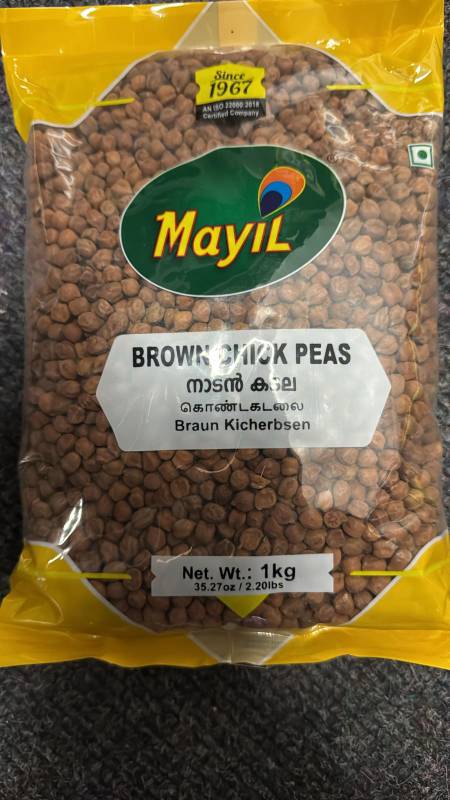 Since
1967
AN ISO 22000:2018
Certified Company
Mayil
BROWN CHICK PEAS
നാടൻ കടല
கொண்டகடலை
Braun Kicherbsen
Net. Wt.: 1kg
35.27oz / 2.20lbs